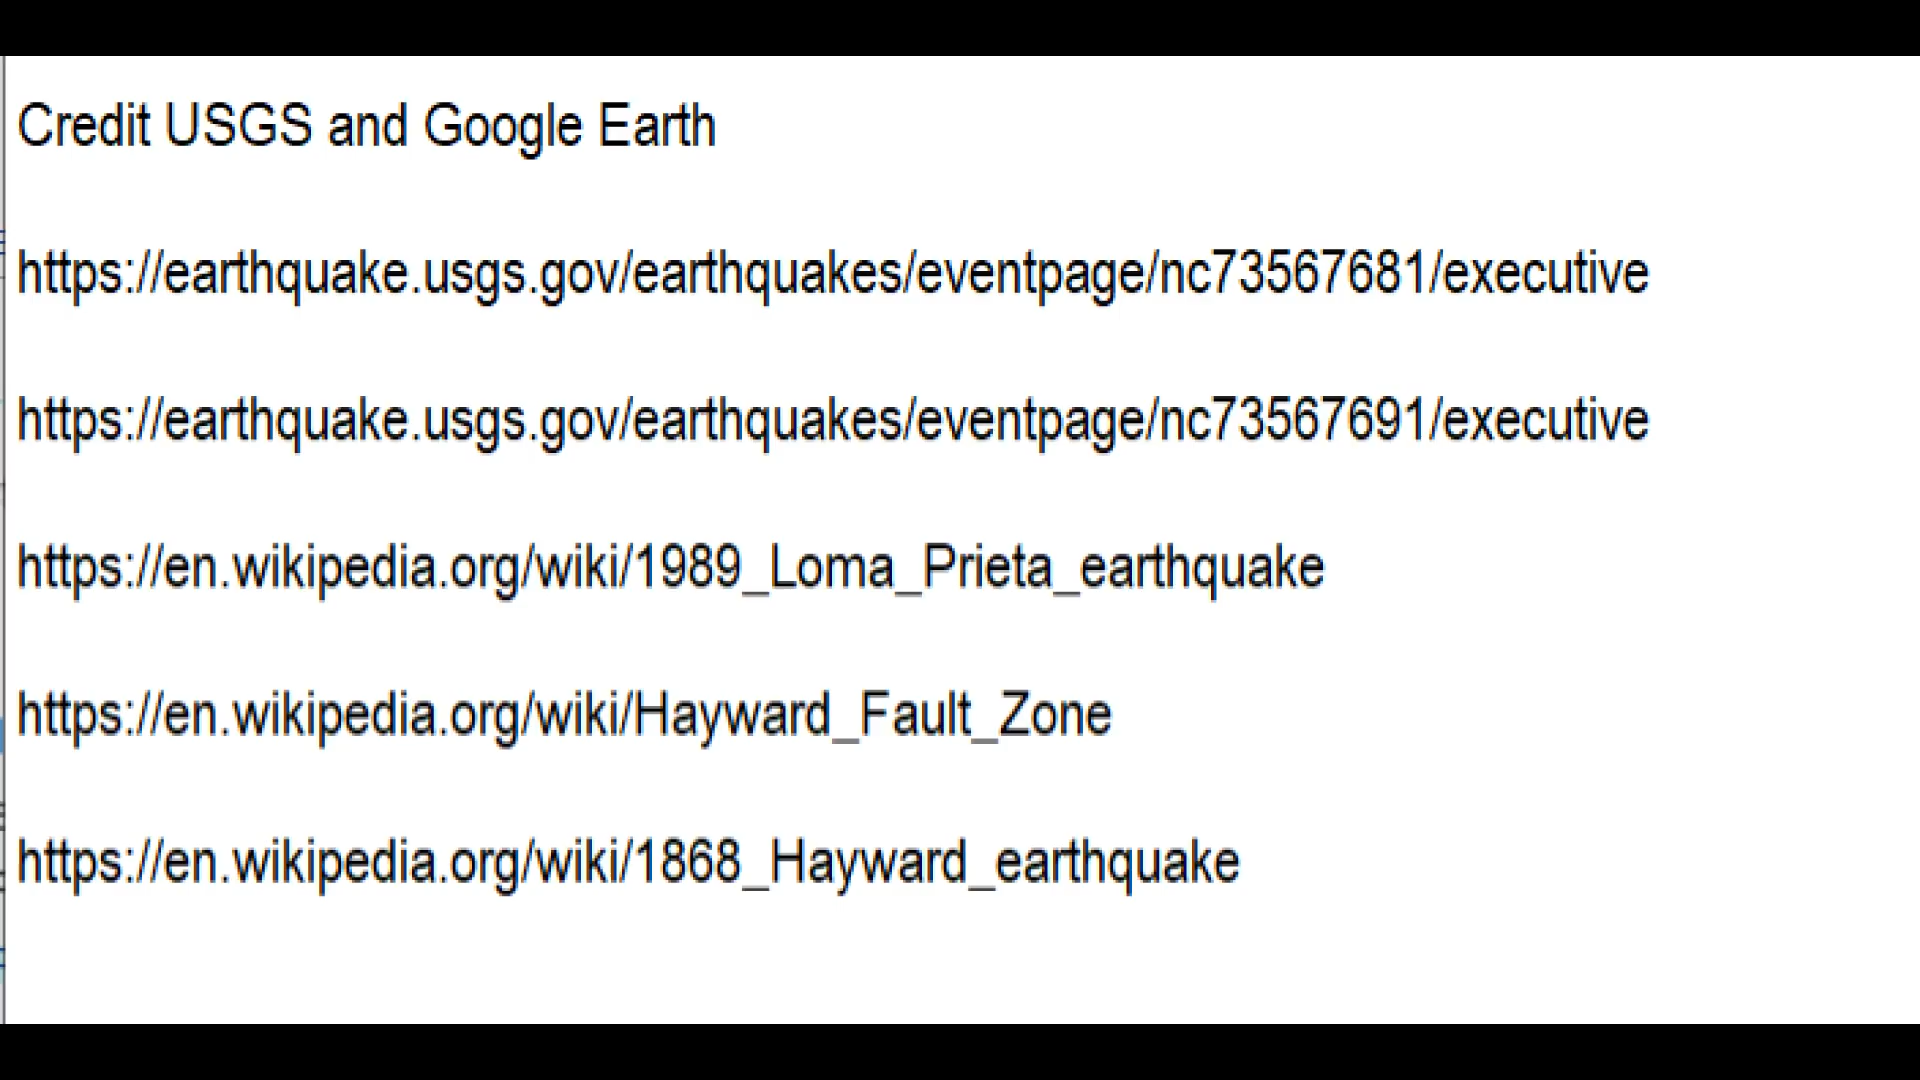 Credit USGS and Google Earth
https://earthquake.usgs.gov/earthquakes/eventpage/nc73567681/executive
https://earthquake.usgs.gov/earthquakes/eventpage/nc73567691/executive
https://en.wikipedia.org/wiki/1989_Loma_Prieta_earthquake
https://en.wikipedia.org/wiki/Hayward_Fault_Zone
https://en.wikipedia.org/wiki/1868_Hayward_earthquake